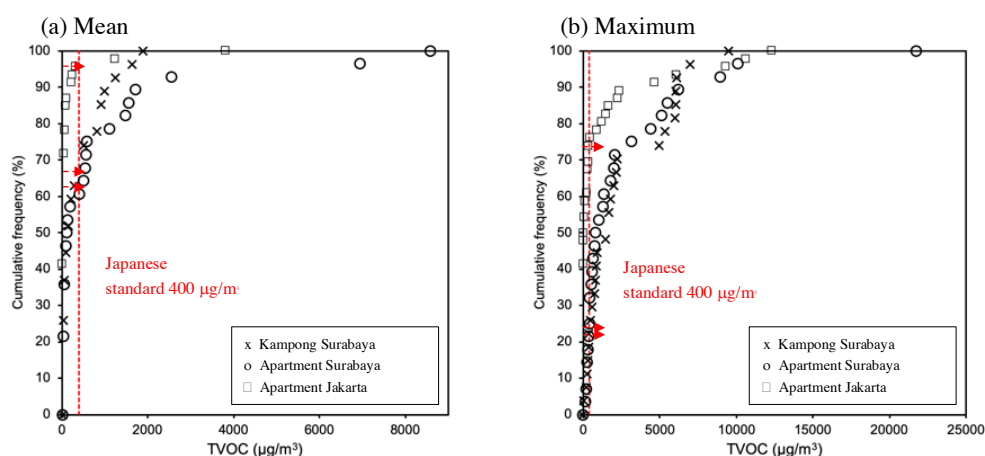 (a) Mean
100
90
80
70
60
50
40
30
20
10
0
Cumulative frequency (%)
Japanese
standard 400 μg/m
x Kampong Surabaya
o Apartment Surabaya
□ Apartment Jakarta
0 2000 4000 6000 8000
TVOC (μg/m³)
(b) Maximum
100
90
80
70
60
50
40
30
20
10
0
Cumulative frequency (%)
Japanese
standard 400 μg/m
x Kampong Surabaya
o Apartment Surabaya
□ Apartment Jakarta
0 5000 10000 15000 20000 25000
TVOC (μg/m³)